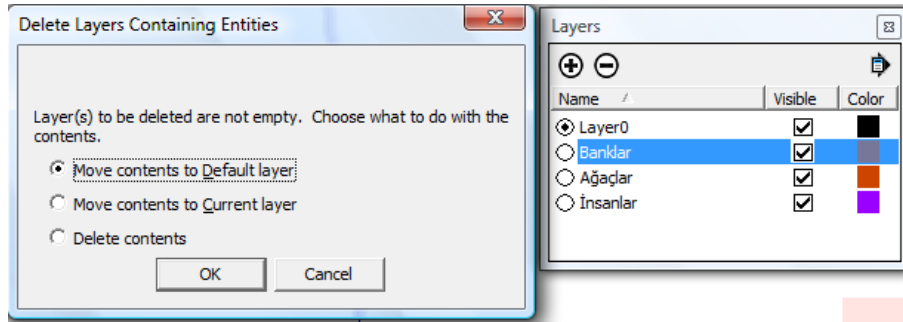 Delete Layers Containing Entities
Layer(s) to be deleted are not empty. Choose what to do with the
contents.
Move contents to Default layer
Move contents to Current layer
Delete contents
OK Cancel
Layers
Name Visible Color
Layer0
Banklar
Ağaçlar
İnsanlar